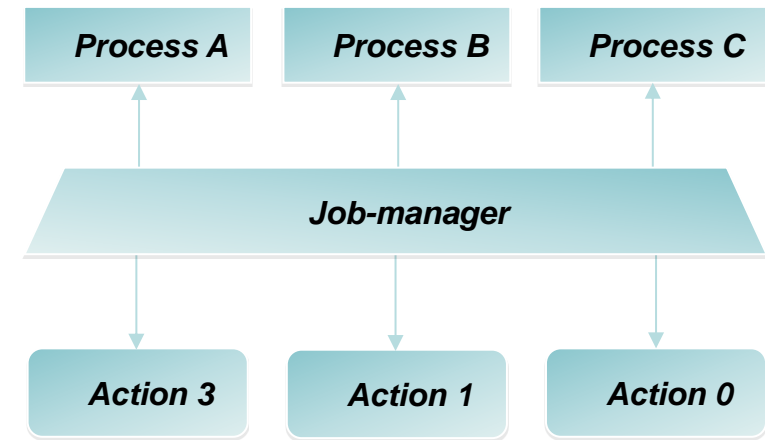 Process A
Process B
Process C
Job-manager
Action 3
Action 1
Action 0